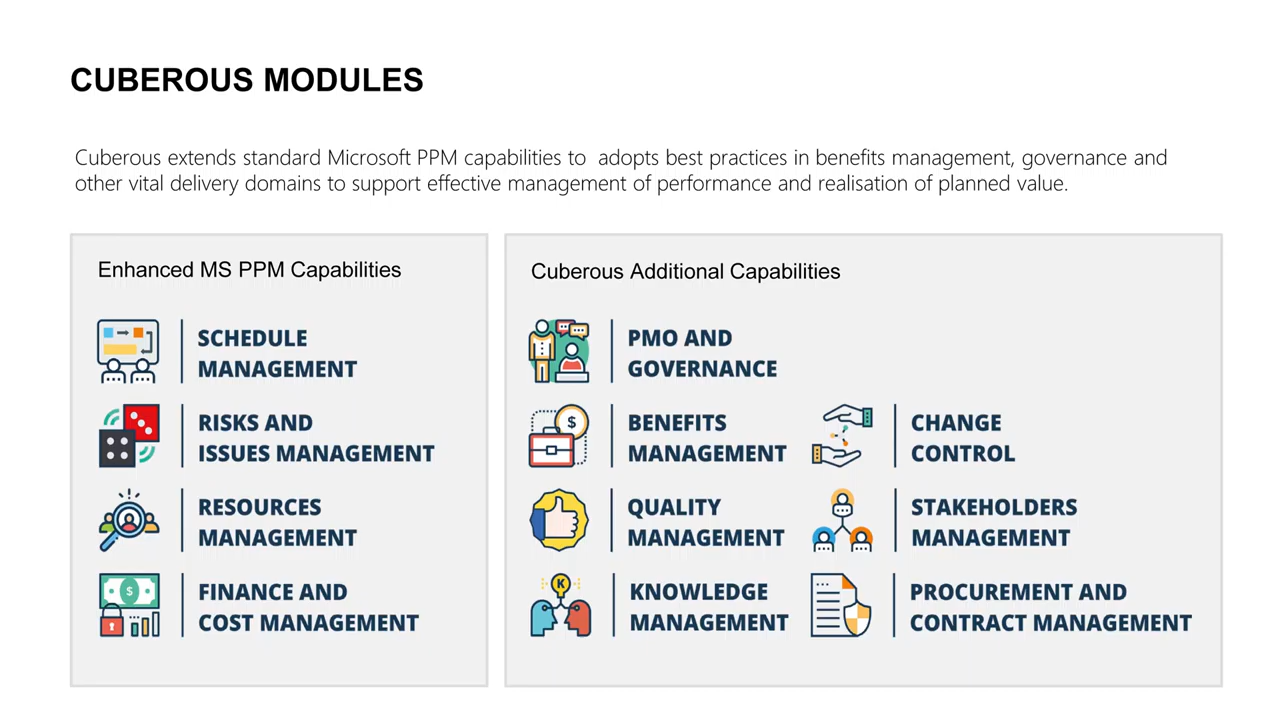 CUBEROUS MODULES
Cuberous extends standard Microsoft PPM capabilities to  adopts best practices in benefits management, governance and
other vital delivery domains to support effective management of performance and realisation of planned value.
Enhanced MS PPM Capabilities
SCHEDULE
MANAGEMENT
RISKS AND
ISSUES MANAGEMENT
RESOURCES
MANAGEMENT
$
FINANCE AND
COST MANAGEMENT
Cuberous Additional Capabilities
PMO AND
GOVERNANCE
$
BENEFITS
MANAGEMENT
QUALITY
MANAGEMENT
K
KNOWLEDGE
MANAGEMENT
CHANGE
CONTROL
STAKEHOLDERS
MANAGEMENT
PROCUREMENT AND
CONTRACT MANAGEMENT